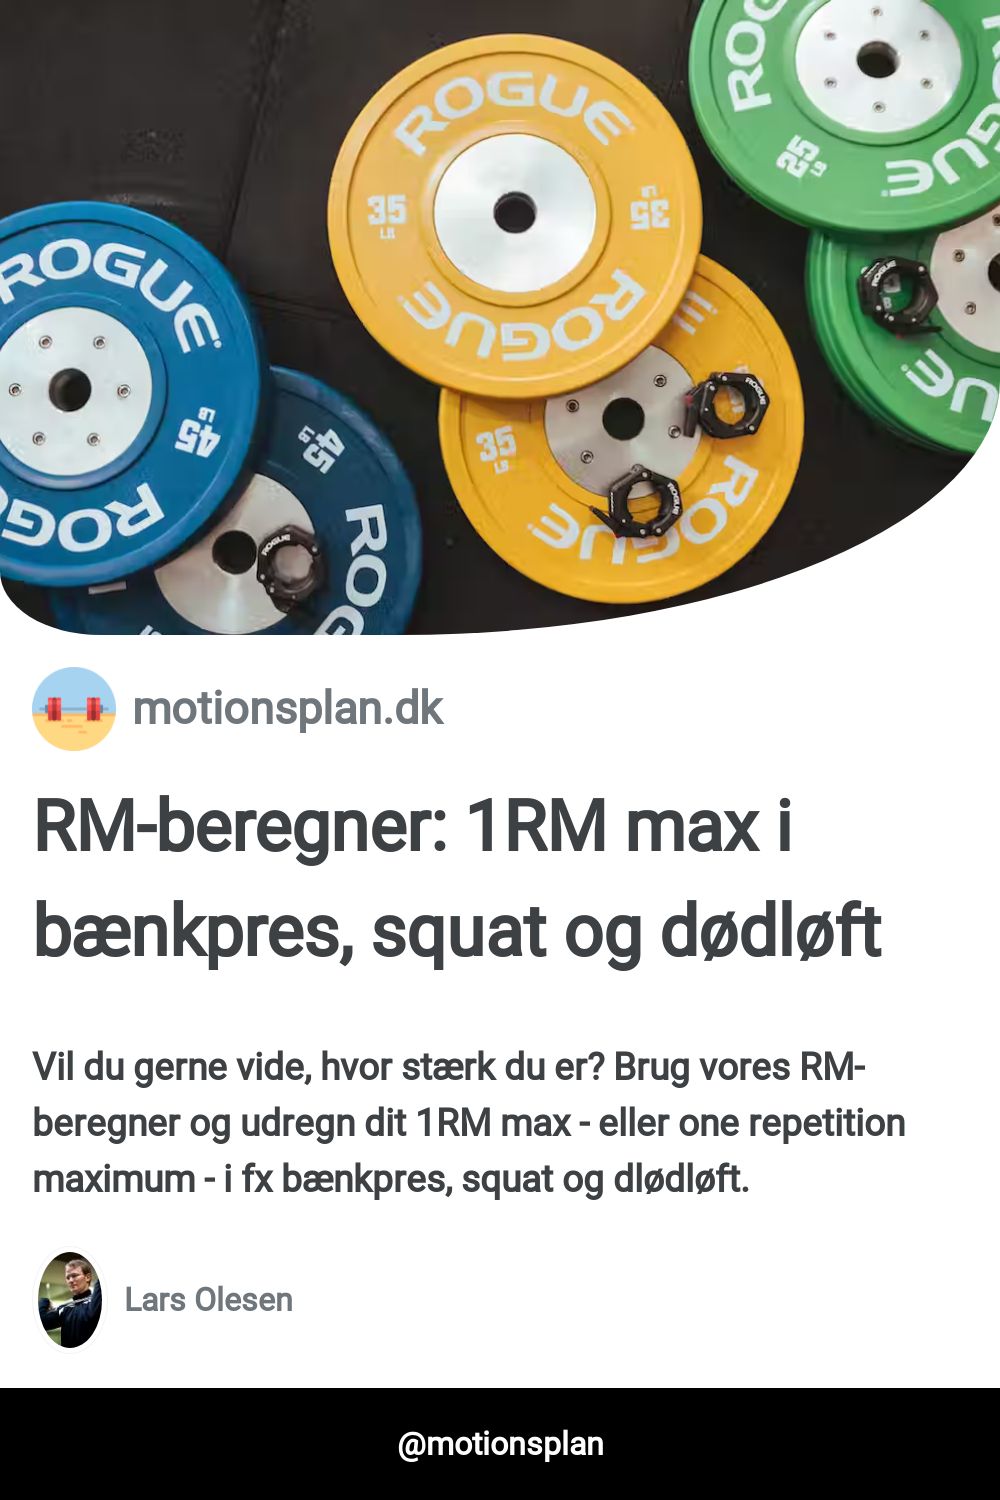 ROGUE
35 LB
35 LB
ROGUE
ROGUE
25 LB
ROGUE
ROGUE
45 LB
ROGUE
45 LB
35 LB
ROGUE
ROGUE
ROGUE
ROGUE
motionsplan.dk
RM-beregner: 1RM max i
bænkpres, squat og dødløft
Vil du gerne vide, hvor stærk du er? Brug vores RM-
beregner og udregn dit 1RM max - eller one repetition
maximum - i fx bænkpres, squat og dlødløft.
Lars Olesen
@motionsplan